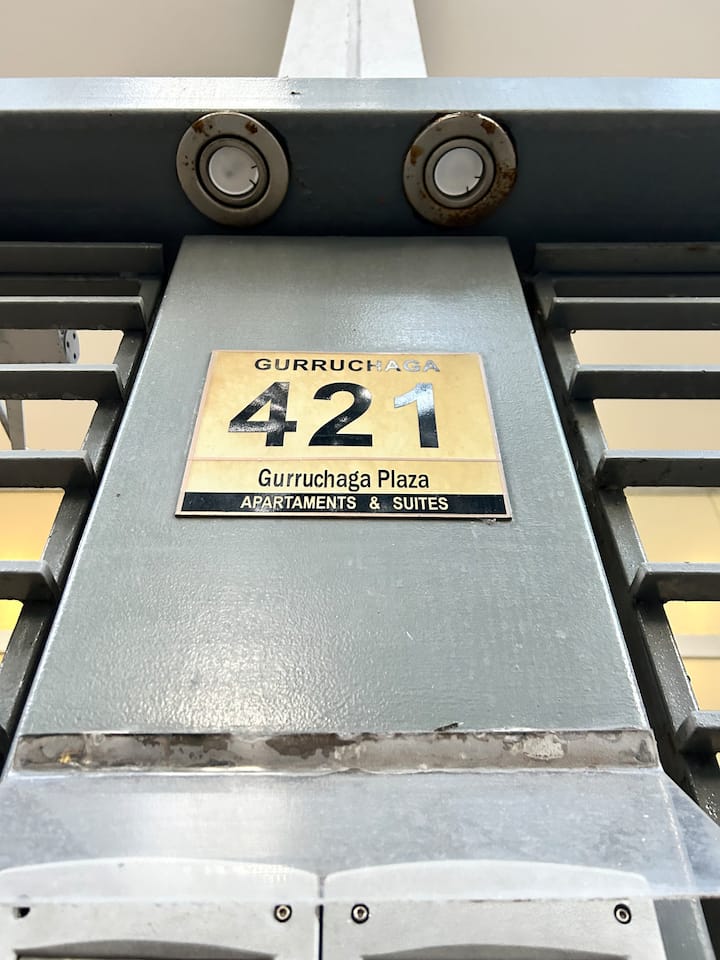 GURRUCHAGA
421
Gurruchaga Plaza
APARTAMENTS & SUITES